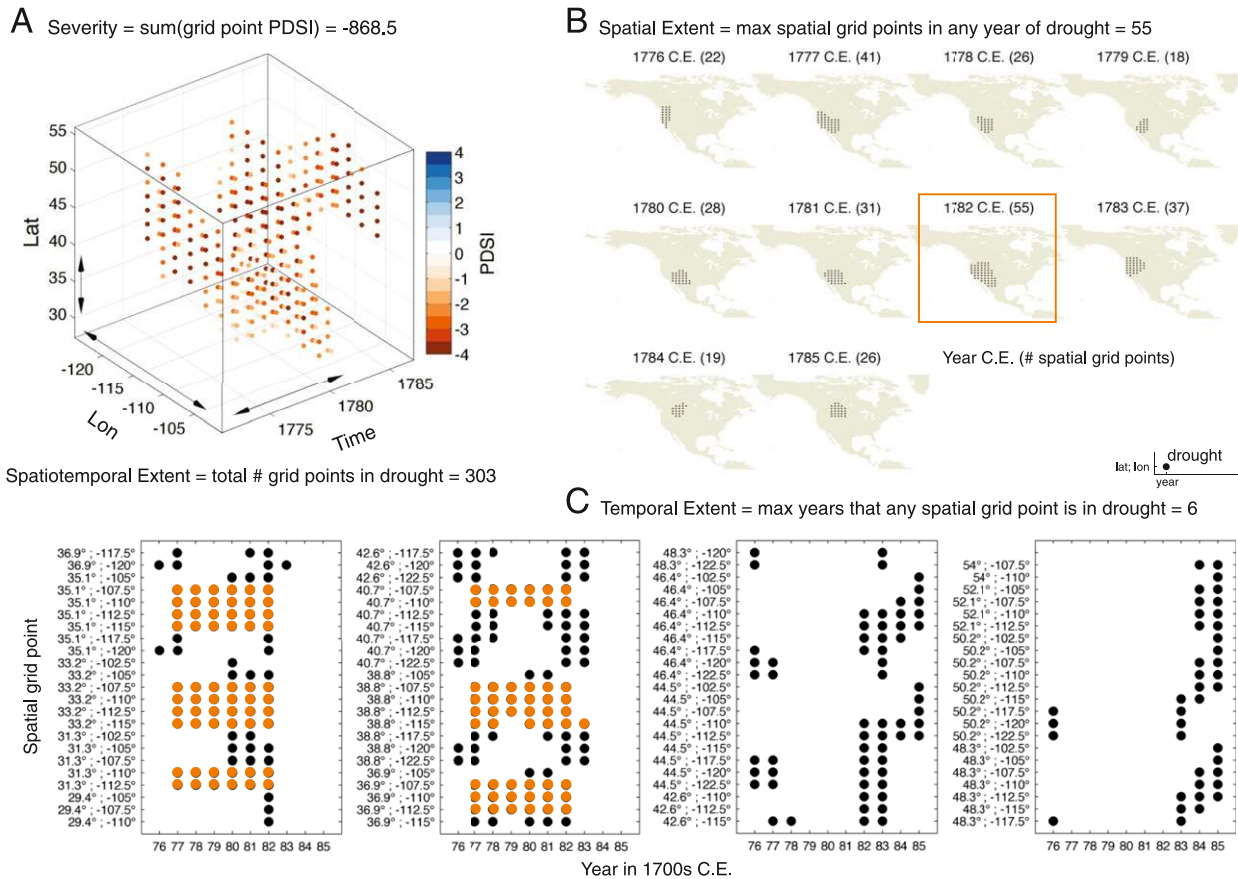 A Severity = sum(grid point PDSI) = -868.5
55
50
45
40
35
30
Lat
-120
-115
-110
-105
Lon
1775
1780
1785
Time
4
3
2
1
0
-1
-2
-3
-4
PDSI
Spatiotemporal Extent = total # grid points in drought = 303
B Spatial Extent = max spatial grid points in any year of drought = 55
1776 C.E. (22)
1777 C.E. (41)
1778 C.E. (26)
1779 C.E. (18)
1780 C.E. (28)
1781 C.E. (31)
1782 C.E. (55)
1783 C.E. (37)
1784 C.E. (19)
1785 C.E. (26)
Year C.E. (# spatial grid points)
drought
lat; lon
year
C Temporal Extent = max years that any spatial grid point is in drought = 6
Spatial grid point
36.9° ; -117.5°
36.9° ; -120°
35.1° ; -105°
35.1° ; -107.5°
35.1° ; -110°
35.1° ; -112.5°
35.1° ; -115°
35.1° ; -117.5°
35.1° ; -120°
33.2° ; -102.5°
33.2° ; -105°
33.2° ; -107.5°
33.2° ; -110°
33.2° ; -112.5°
33.2° ; -115°
31.3° ; -102.5°
31.3° ; -105°
31.3° ; -107.5°
31.3° ; -110°
31.3° ; -112.5°
29.4° ; -105°
29.4° ; -107.5°
29.4° ; -110°
76 77 78 79 80 81 82 83 84 85
42.6° ; -117.5°
42.6° ; -120°
42.6° ; -122.5°
40.7° ; -107.5°
40.7° ; -110°
40.7° ; -112.5°
40.7° ; -115°
40.7° ; -117.5°
40.7° ; -120°
40.7° ; -122.5°
38.8° ; -105°
38.8° ; -107.5°
38.8° ; -110°
38.8° ; -112.5°
38.8° ; -115°
38.8° ; -117.5°
38.8° ; -120°
38.8° ; -122.5°
36.9° ; -105°
36.9° ; -107.5°
36.9° ; -110°
36.9° ; -112.5°
36.9° ; -115°
76 77 78 79 80 81 82 83 84 85
48.3° ; -120°
48.3° ; -122.5°
46.4° ; -102.5°
46.4° ; -105°
46.4° ; -107.5°
46.4° ; -110°
46.4° ; -112.5°
46.4° ; -115°
46.4° ; -117.5°
46.4° ; -120°
46.4° ; -122.5°
44.5° ; -102.5°
44.5° ; -105°
44.5° ; -107.5°
44.5° ; -110°
44.5° ; -112.5°
44.5° ; -115°
44.5° ; -117.5°
44.5° ; -120°
44.5° ; -122.5°
42.6° ; -110°
42.6° ; -112.5°
42.6° ; -115°
76 77 78 79 80 81 82 83 84 85
54° ; -107.5°
54° ; -110°
52.1° ; -105°
52.1° ; -107.5°
52.1° ; -110°
52.1° ; -112.5°
50.2° ; -102.5°
50.2° ; -105°
50.2° ; -107.5°
50.2° ; -110°
50.2° ; -112.5°
50.2° ; -115°
50.2° ; -117.5°
50.2° ; -120°
50.2° ; -122.5°
48.3° ; -102.5°
48.3° ; -105°
48.3° ; -107.5°
48.3° ; -110°
48.3° ; -112.5°
48.3° ; -115°
48.3° ; -117.5°
76 77 78 79 80 81 82 83 84 85
Year in 1700s C.E.